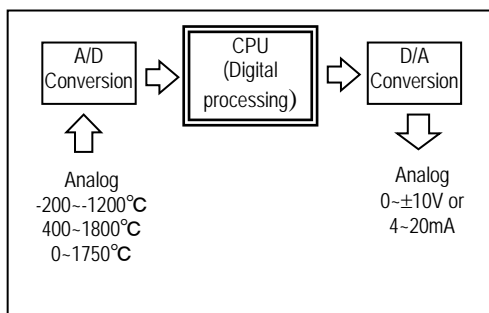 A/D
Conversion
CPU
(Digital
processing)
D/A
Conversion
Analog
-200~-1200℃
400~1800℃
0~1750℃
Analog
0~±10V or
4~20mA